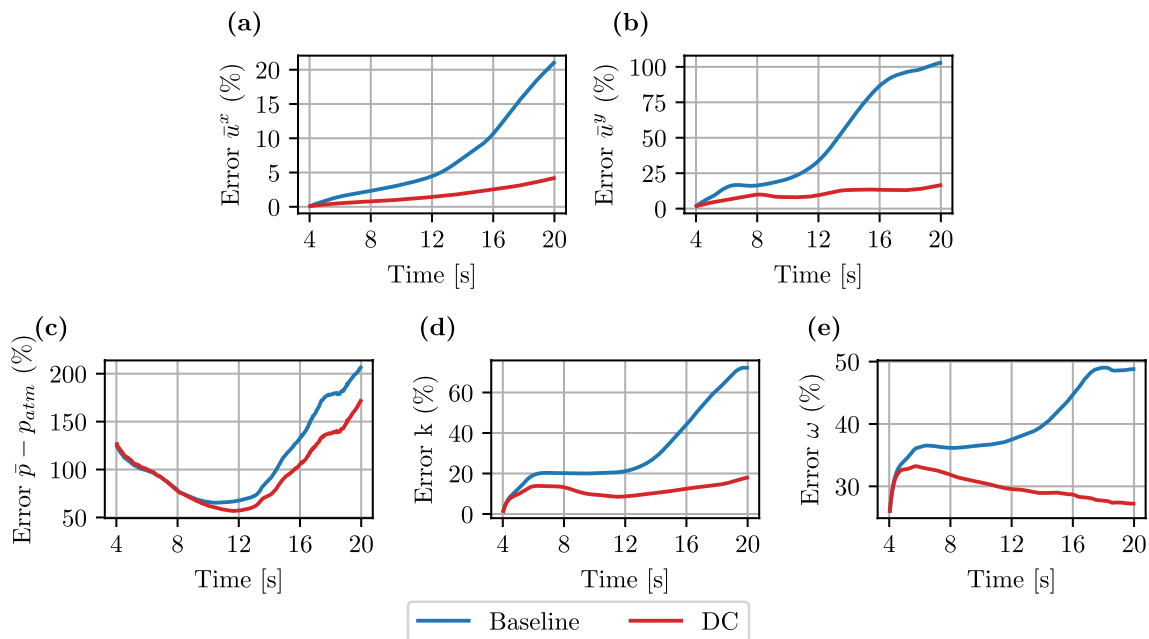 (a)
Error ūˣ (%)
20
15
10
5
0
4 8 12 16 20
Time [s]
(b)
Error ūʸ (%)
100
75
50
25
0
4 8 12 16 20
Time [s]
(c)
Error p̄ − pₐₜₘ (%)
200
150
100
50
4 8 12 16 20
Time [s]
(d)
Error k (%)
60
40
20
0
4 8 12 16 20
Time [s]
(e)
Error ω (%)
50
40
30
4 8 12 16 20
Time [s]
Baseline DC